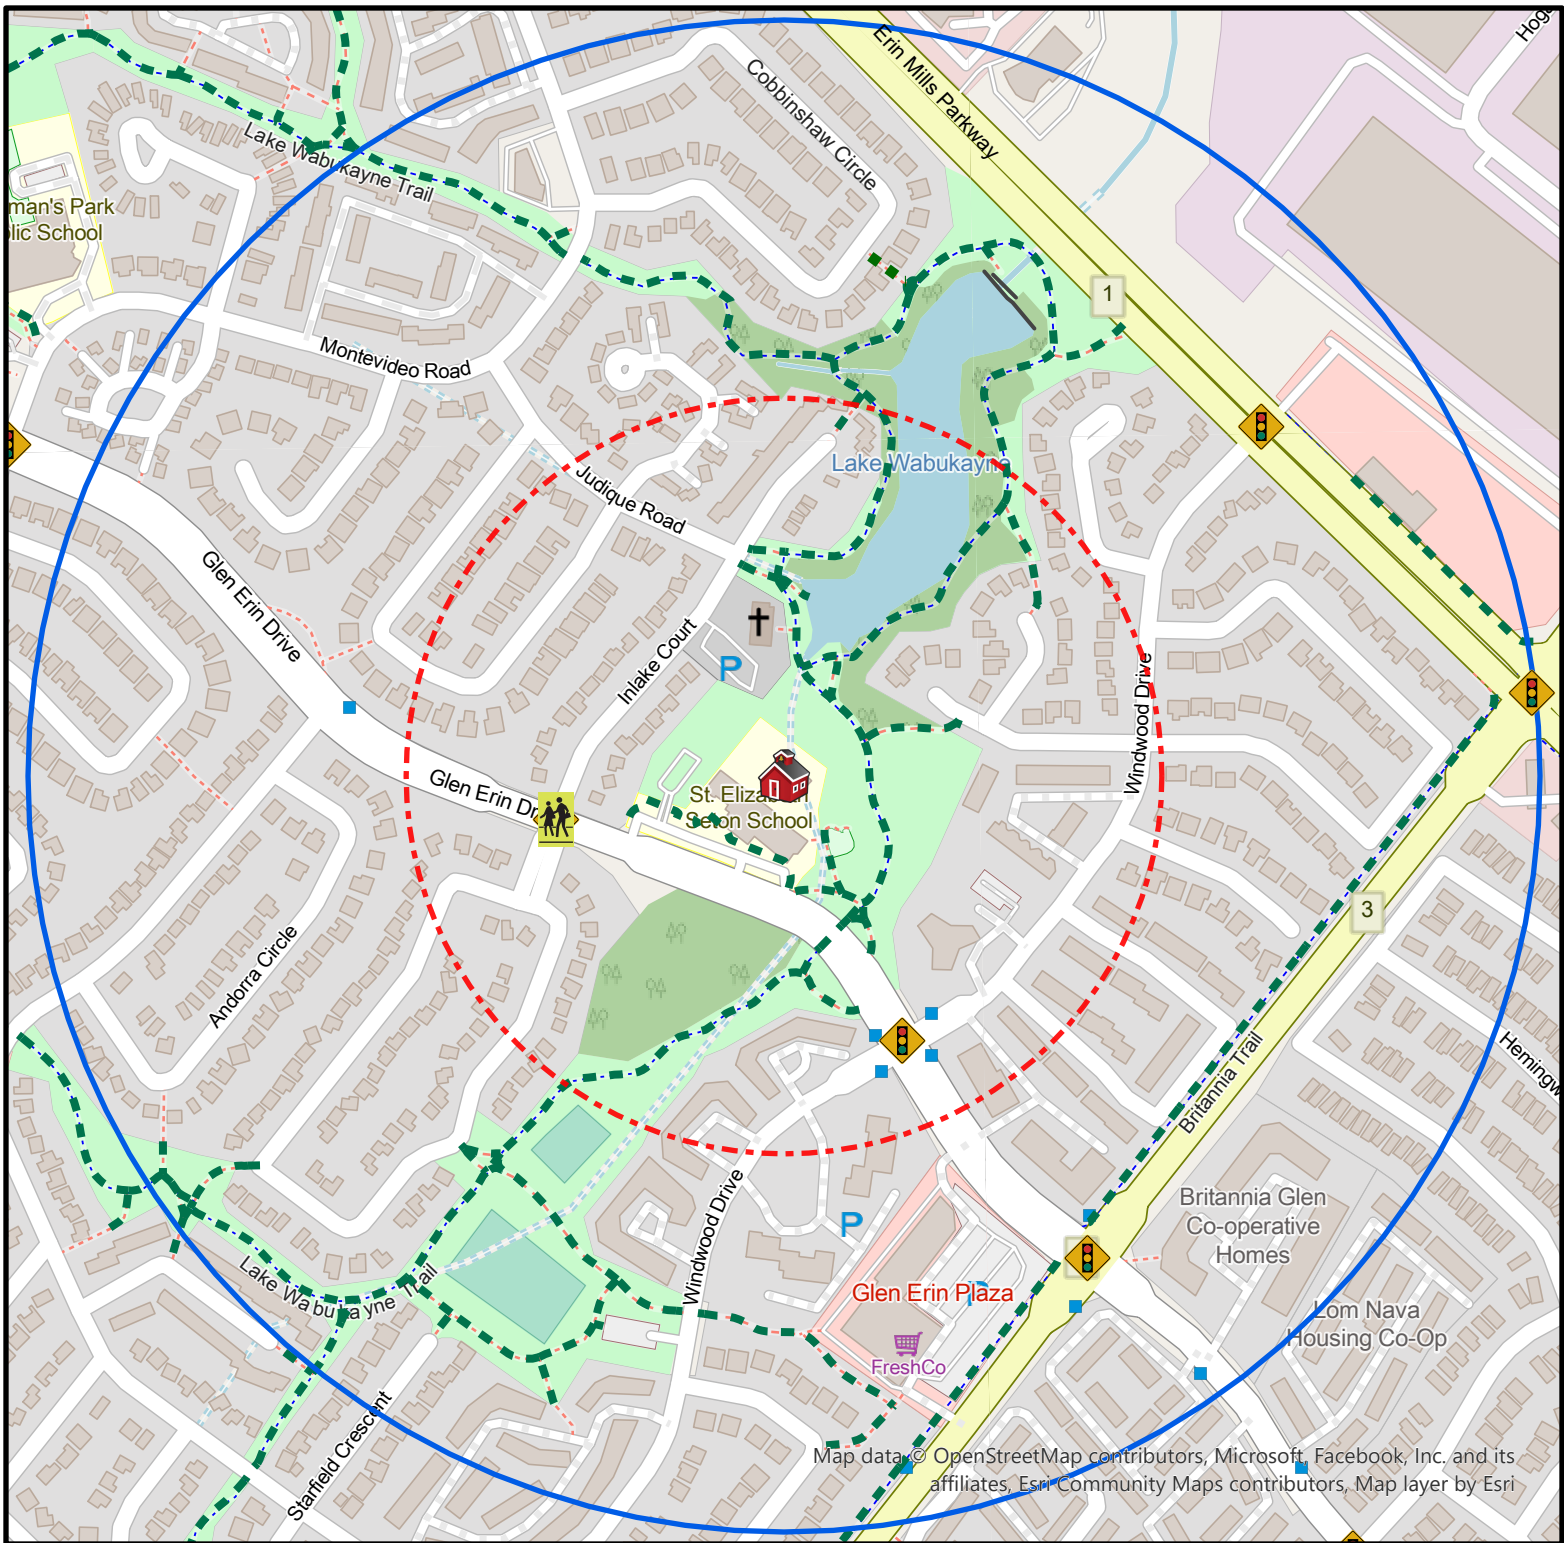 Erin Mills Parkway
Hog
Cobbinshaw Circle
Lake Wabukayne Trail
man's Park
lic School
1
Montevideo Road
Lake Wabukayne
Judique Road
Glen Erin Drive
Inlake Court
P
Windwood Drive
Glen Erin Dr
St. Elizab
Seton School
3
Andorra Circle
Hemingw
Britannia Trail
Britannia Glen
Co-operative
Homes
Windwood Drive
P
Lake Wabukayne Trail
Glen Erin Plaza
P
Lom Nava
Housing Co-Op
FreshCo
Starfield Crescent
Map data © OpenStreetMap contributors, Microsoft, Facebook, Inc. and its
affiliates, Esri Community Maps contributors, Map layer by Esri